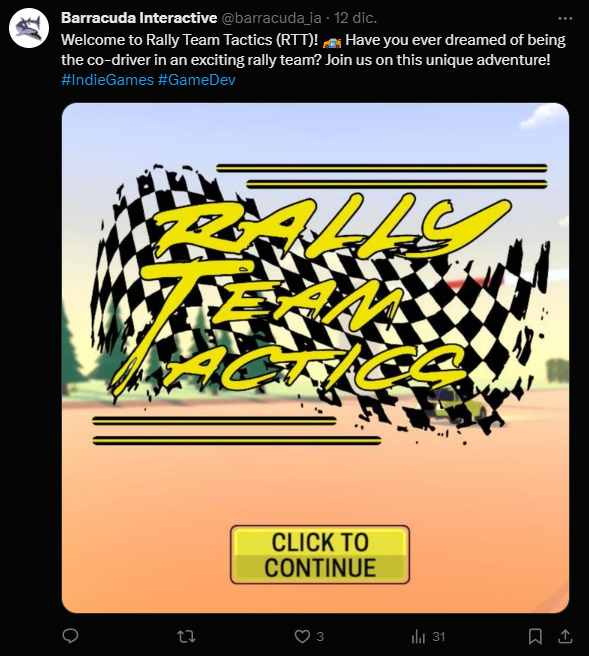 Barracuda Interactive @barracuda_ia · 12 dic.
Welcome to Rally Team Tactics (RTT)! 🚗 Have you ever dreamed of being
the co-driver in an exciting rally team? Join us on this unique adventure!
#IndieGames #GameDev
RALLY
TEAM
TACTICS
CLICK TO
CONTINUE
3
31